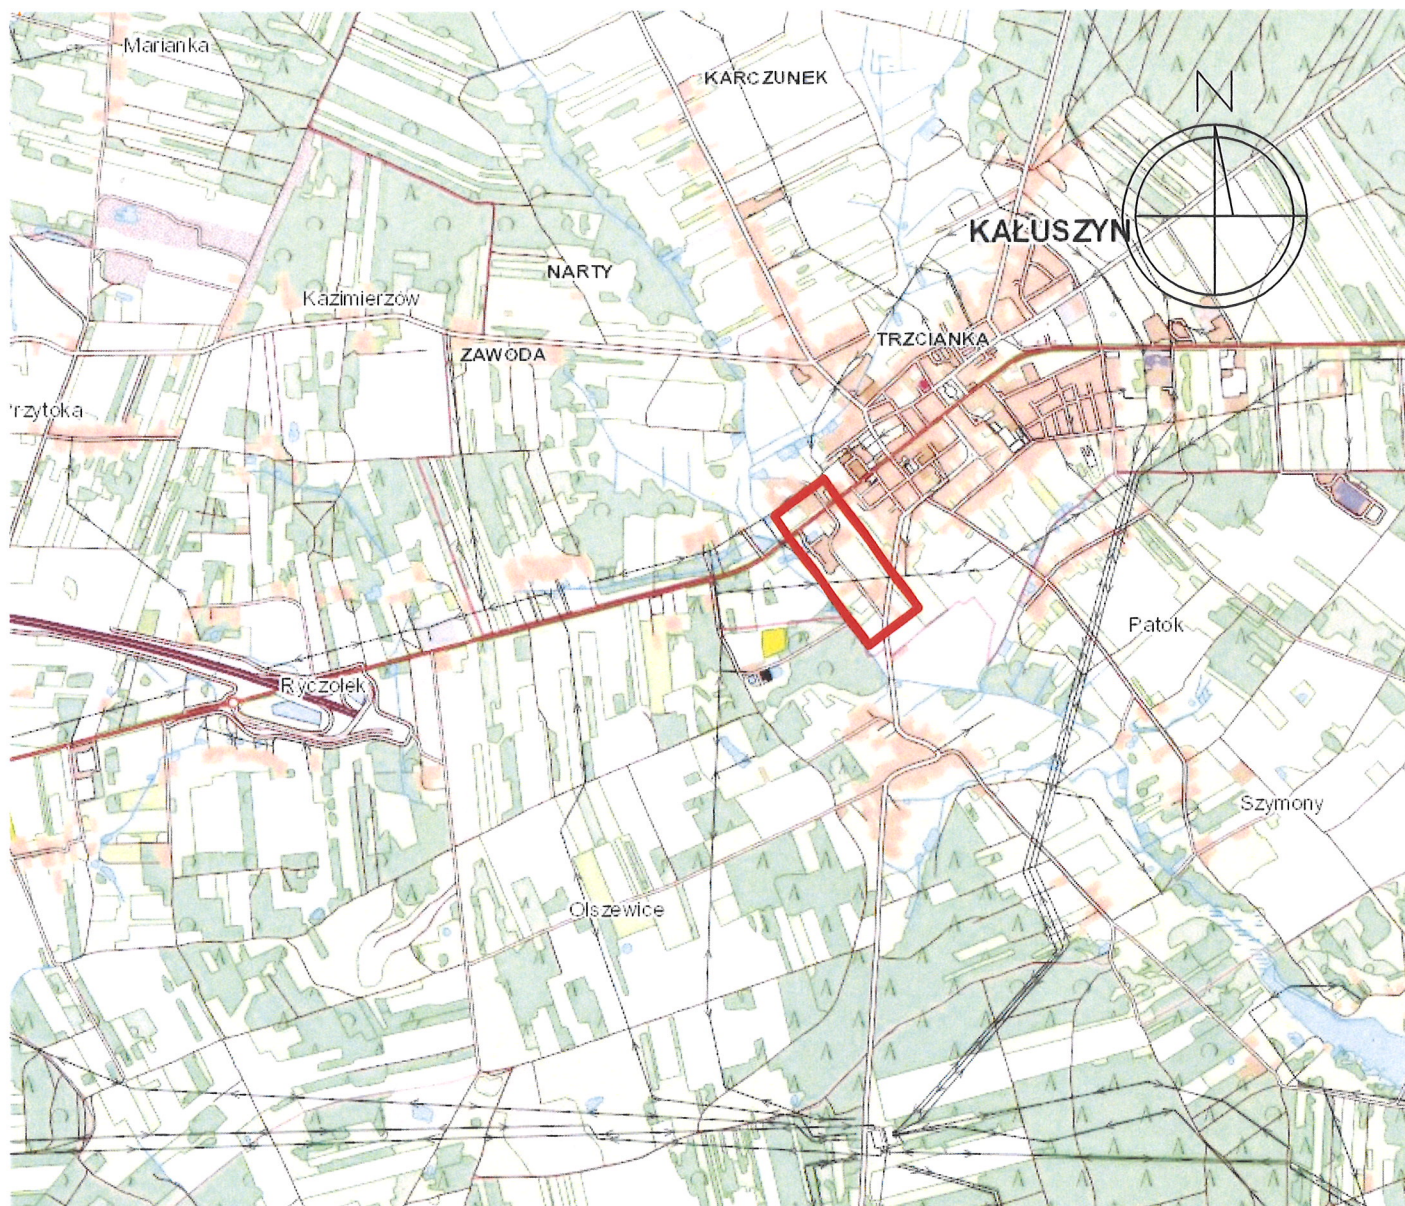 Marianka
KARCZUNEK
N
KAŁUSZYN
NARTY
Kazimierzów
TRZCIANKA
ZAWODA
rzytoka
Patok
Ryczołek
Szymony
Olszewice